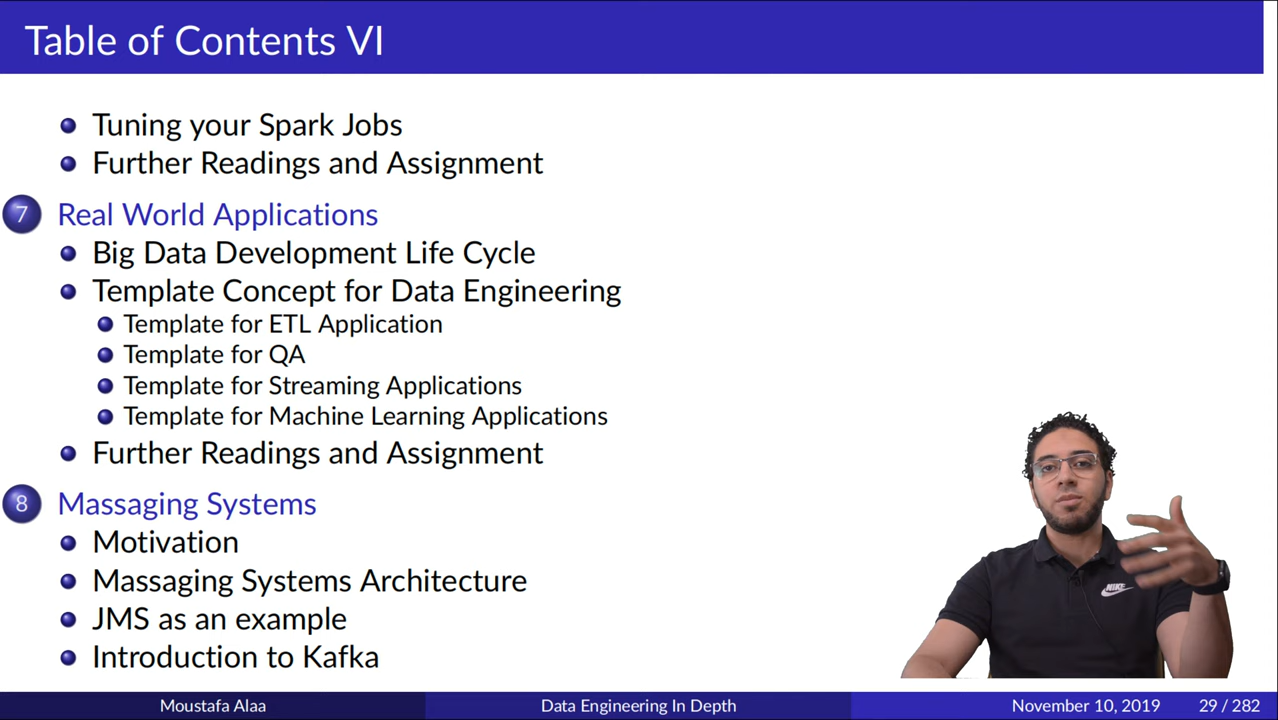 Table of Contents VI
Tuning your Spark Jobs
Further Readings and Assignment
7 Real World Applications
Big Data Development Life Cycle
Template Concept for Data Engineering
Template for ETL Application
Template for QA
Template for Streaming Applications
Template for Machine Learning Applications
Further Readings and Assignment
8 Massaging Systems
Motivation
Massaging Systems Architecture
JMS as an example
Introduction to Kafka
NIKE
Moustafa Alaa Data Engineering In Depth November 10, 2019 29 / 282